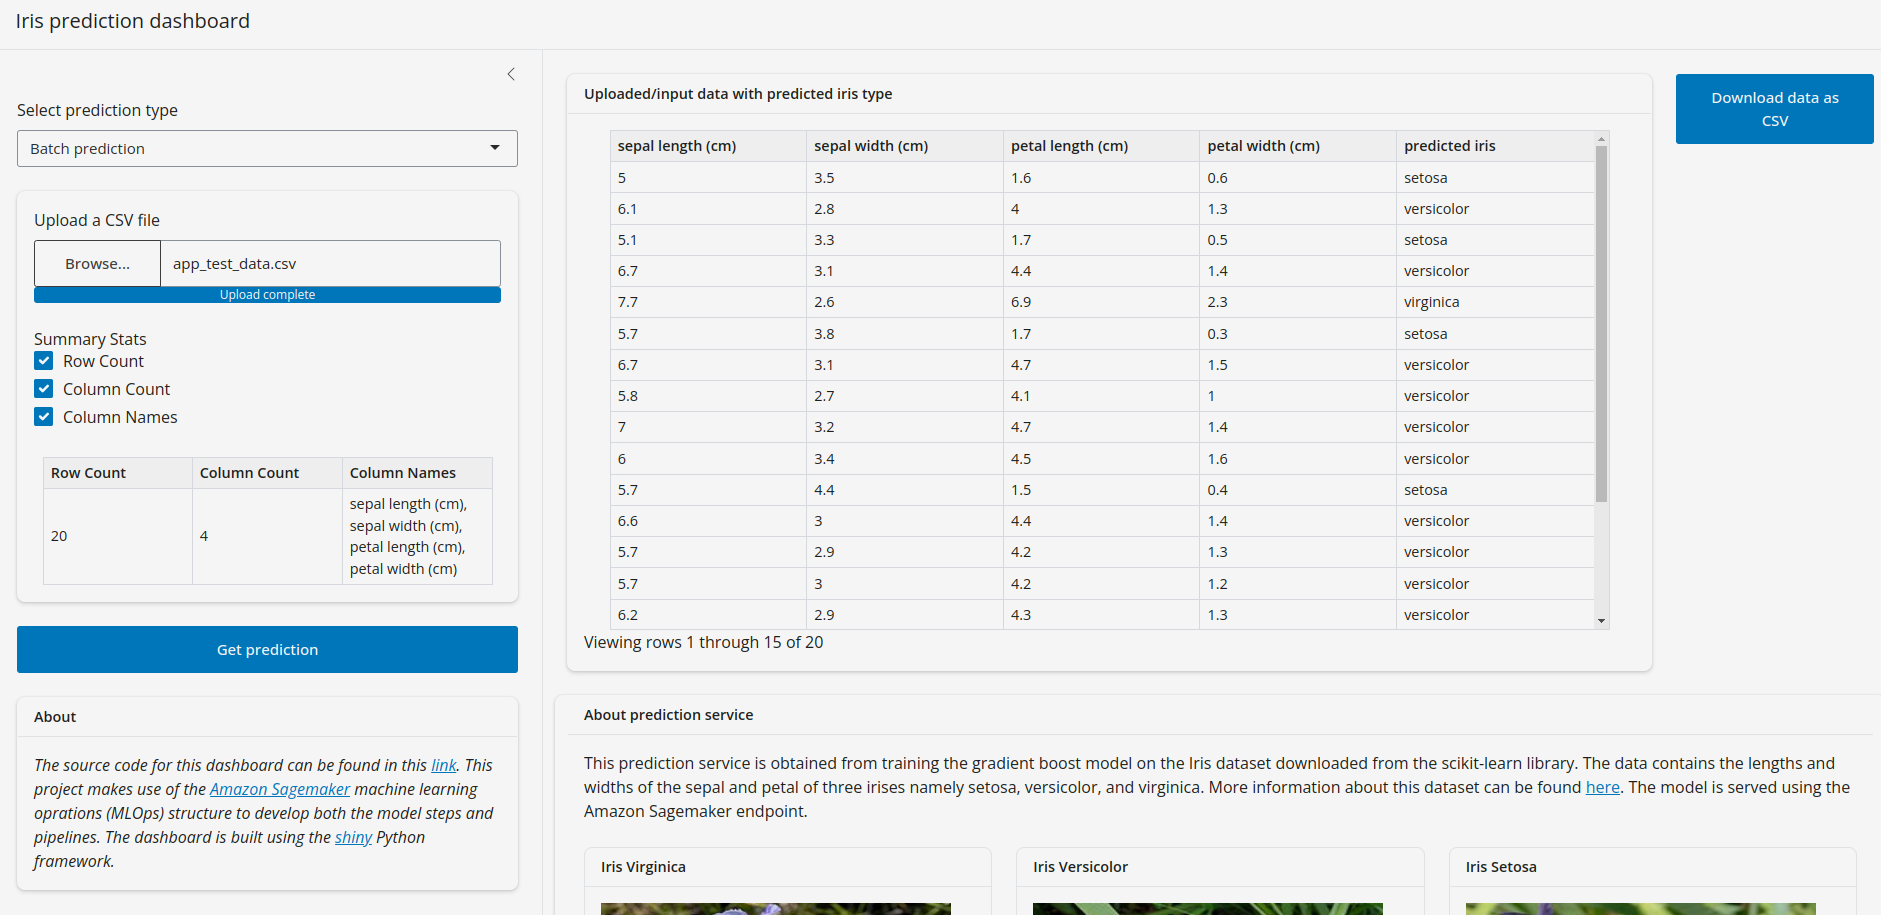 Iris prediction dashboard
Select prediction type
Batch prediction
Upload a CSV file
Browse...
app_test_data.csv
Upload complete
Summary Stats
Row Count
Column Count
Column Names
Row Count Column Count Column Names
20 4 sepal length (cm),
sepal width (cm),
petal length (cm),
petal width (cm)
Get prediction
About
The source code for this dashboard can be found in this link. This
project makes use of the Amazon Sagemaker machine learning
oprations (MLOps) structure to develop both the model steps and
pipelines. The dashboard is built using the shiny Python
framework.
Uploaded/input data with predicted iris type
sepal length (cm) sepal width (cm) petal length (cm) petal width (cm) predicted iris
5 3.5 1.6 0.6 setosa
6.1 2.8 4 1.3 versicolor
5.1 3.3 1.7 0.5 setosa
6.7 3.1 4.4 1.4 versicolor
7.7 2.6 6.9 2.3 virginica
5.7 3.8 1.7 0.3 setosa
6.7 3.1 4.7 1.5 versicolor
5.8 2.7 4.1 1 versicolor
7 3.2 4.7 1.4 versicolor
6 3.4 4.5 1.6 versicolor
5.7 4.4 1.5 0.4 setosa
6.6 3 4.4 1.4 versicolor
5.7 2.9 4.2 1.3 versicolor
5.7 3 4.2 1.2 versicolor
6.2 2.9 4.3 1.3 versicolor
Viewing rows 1 through 15 of 20
Download data as
CSV
About prediction service
This prediction service is obtained from training the gradient boost model on the Iris dataset downloaded from the scikit-learn library. The data contains the lengths and
widths of the sepal and petal of three irises namely setosa, versicolor, and virginica. More information about this dataset can be found here. The model is served using the
Amazon Sagemaker endpoint.
Iris Virginica
Iris Versicolor
Iris Setosa